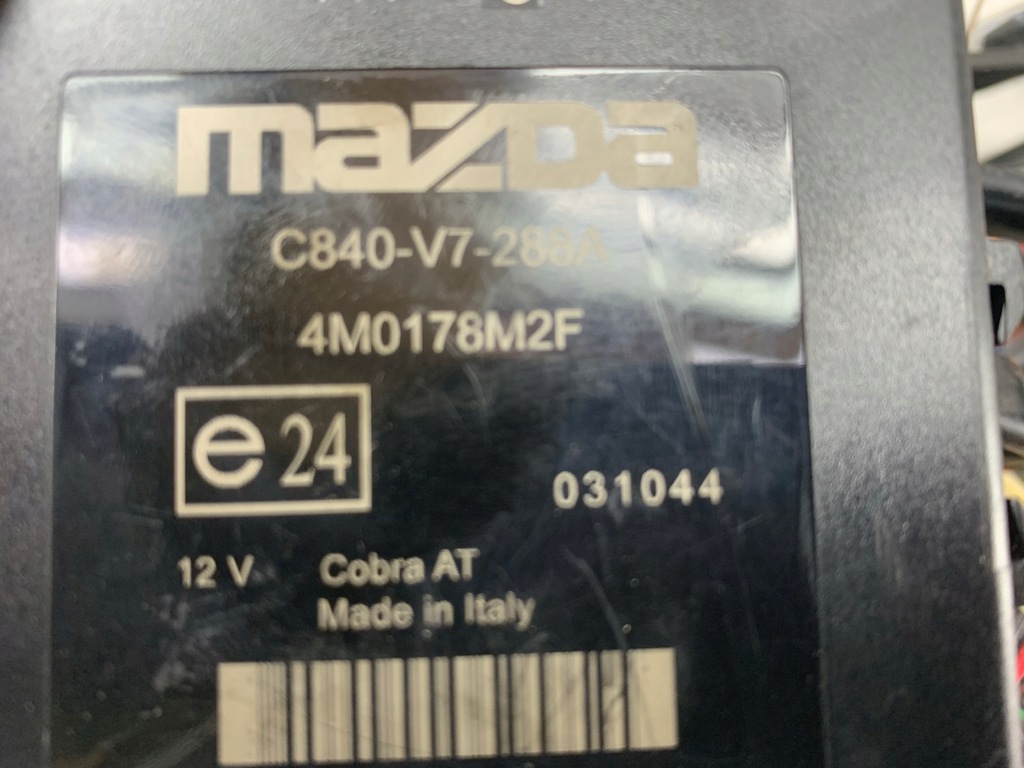 mazda
C840-V7-288A
4M0178M2F
e 24
031044
12 V Cobra AT
Made in Italy